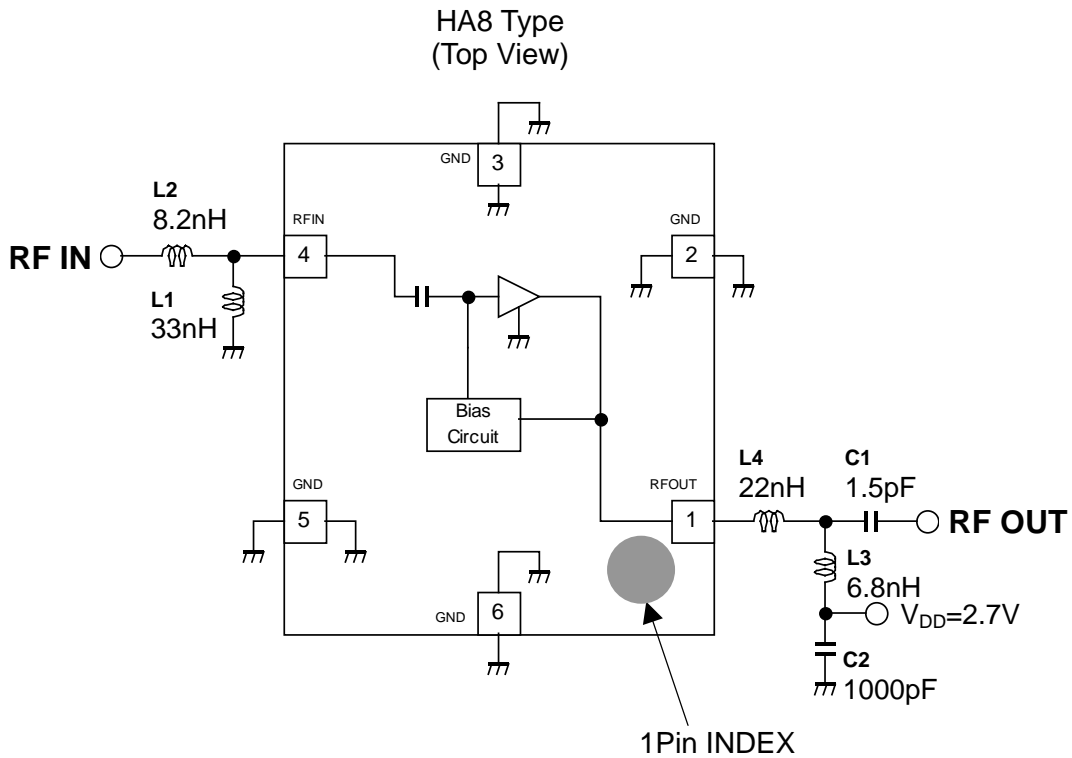 HA8 Type
(Top View)
GND
3
L2
8.2nH
RFIN
GND
RF IN
4
2
L1
33nH
Bias
Circuit
GND
RFOUT
L4
22nH
C1
1.5pF
5
1
RF OUT
L3
6.8nH
GND
6
VDD=2.7V
C2
1000pF
1Pin INDEX